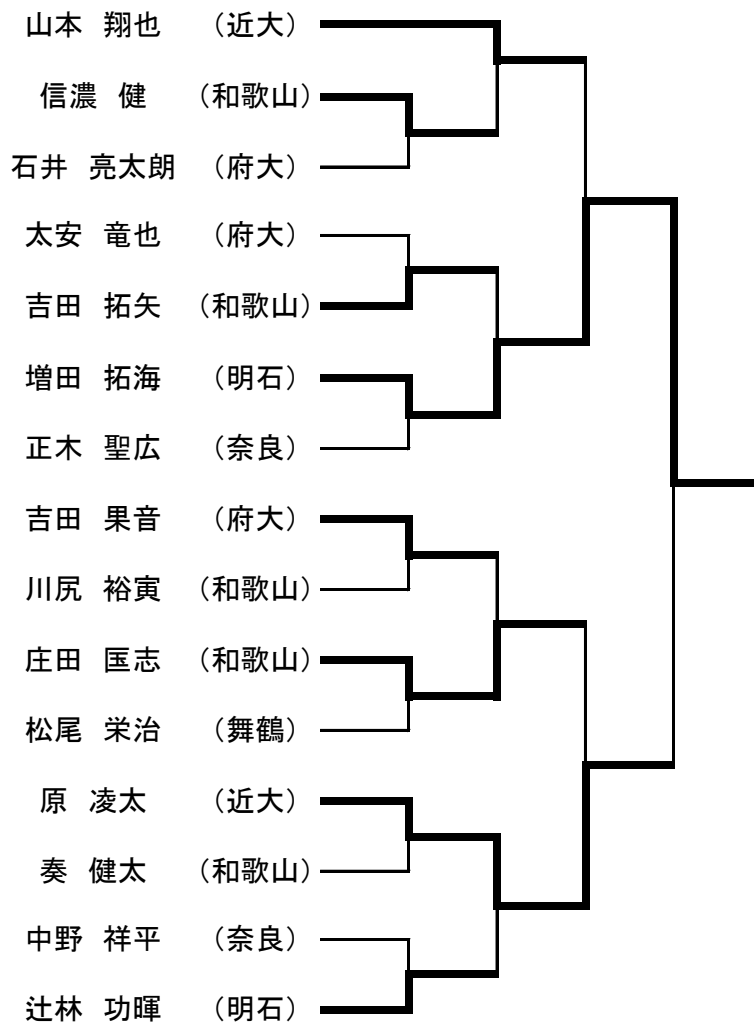 山本 翔也 （近大）
信濃 健 （和歌山）
石井 亮太朗 （府大）
太安 竜也 （府大）
吉田 拓矢 （和歌山）
増田 拓海 （明石）
正木 聖広 （奈良）
吉田 果音 （府大）
川尻 裕寅 （和歌山）
庄田 匡志 （和歌山）
松尾 栄治 （舞鶴）
原 凌太 （近大）
奏 健太 （和歌山）
中野 祥平 （奈良）
辻林 功暉 （明石）